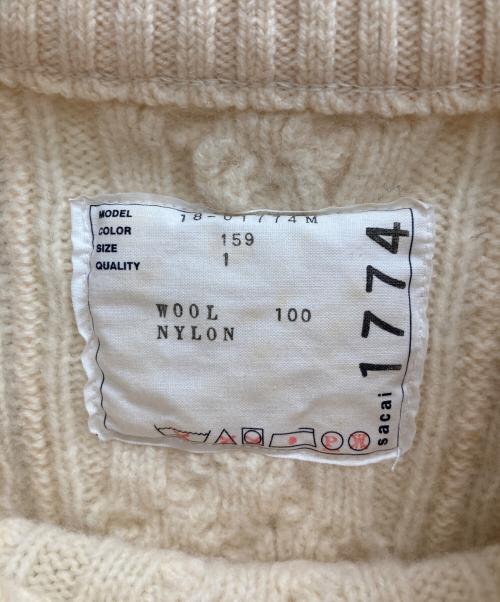 MODEL 18-01774M
COLOR 159
SIZE 1
QUALITY
WOOL 100
NYLON
sacai 1774
P